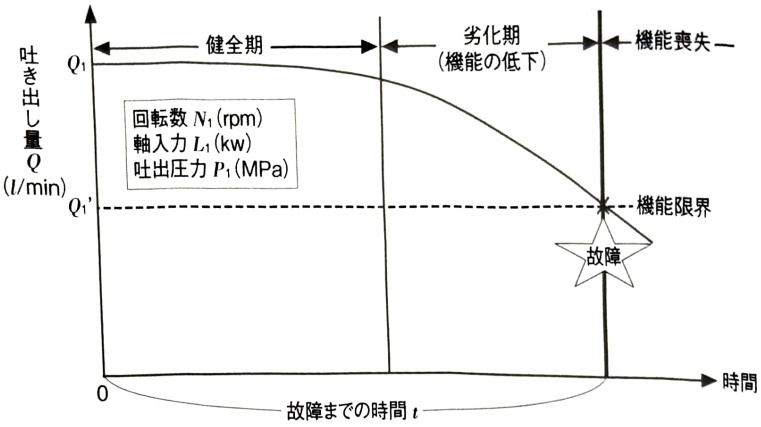 健全期
劣化期
(機能の低下)
機能喪失
吐き出し量Q
(l/min)
Q₁
回転数 N₁(rpm)
軸入力 L₁(kw)
吐出圧力 P₁(MPa)
Q₁'
機能限界
故障
0
時間
故障までの時間 t